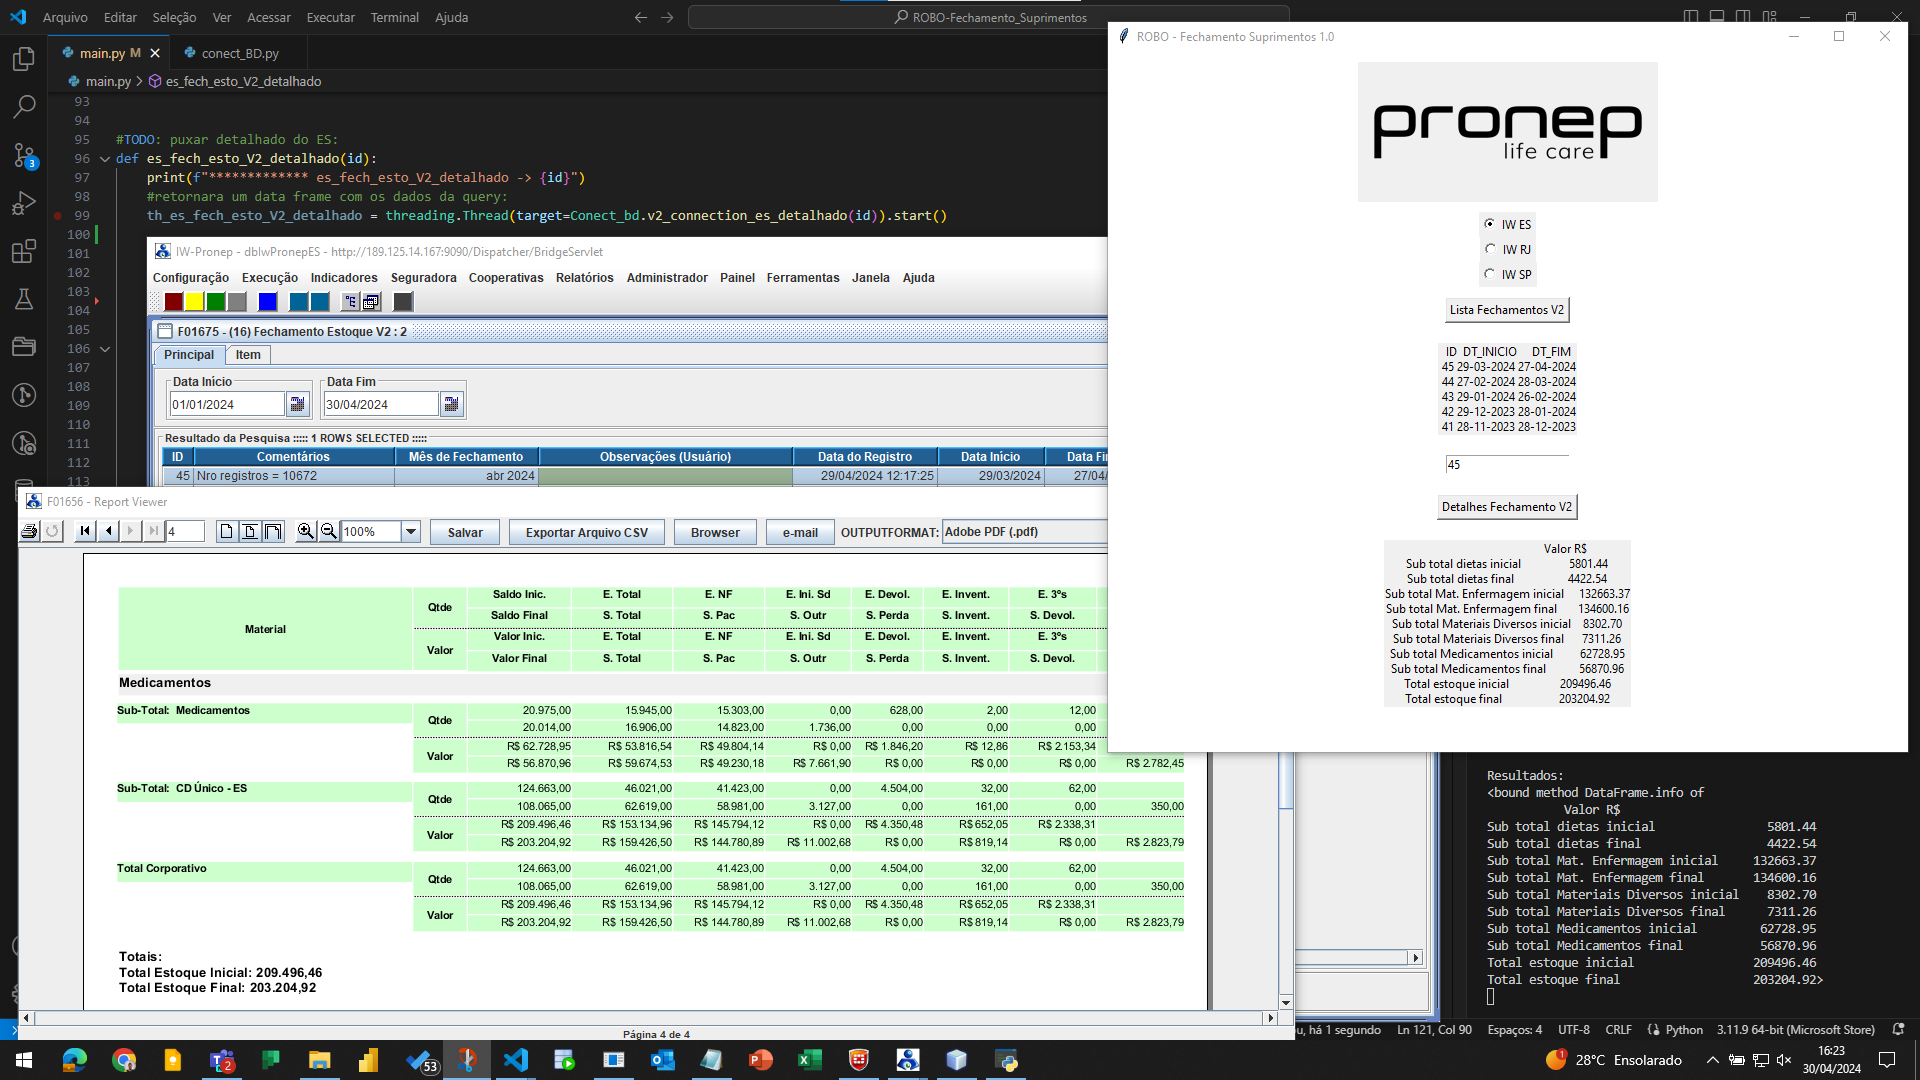 Arquivo Editar Seleção Ver Acessar Executar Terminal Ajuda
ROBO-Fechamento_Suprimentos
main.py M
conect_BD.py
main.py > es_fech_esto_V2_detalhado
93
94
95 #TODO: puxar detalhado do ES:
96 def es_fech_esto_V2_detalhado(id):
97 print(f"************* es_fech_esto_V2_detalhado -> {id}")
98 #retornara um data frame com os dados da query:
99 th_es_fech_esto_V2_detalhado = threading.Thread(target=Conect_bd.v2_connection_es_detalhado(id)).start()
100
101
102
103
104
105
106
107
108
109
110
111
112
113
3
IW-Pronep - dbIwPronepES - http://189.125.14.167:9090/Dispatcher/BridgeServlet
Configuração Execução Indicadores Seguradora Cooperativas Relatórios Administrador Painel Ferramentas Janela Ajuda
F01675 - (16) Fechamento Estoque V2 : 2
Principal Item
Data Início Data Fim
01/01/2024 30/04/2024
Resultado da Pesquisa ::::: 1 ROWS SELECTED :::::
ID Comentários Mês de Fechamento Observações (Usuário) Data do Registro Data Início
45 Nro registros = 10672 abr 2024 29/04/2024 12:17:25 29/03/2024 27/04/
F01656 - Report Viewer
4 100% Salvar Exportar Arquivo CSV Browser e-mail OUTPUTFORMAT: Adobe PDF (.pdf)
Material
Qtde
Valor
Saldo Inic. E. Total E. NF E. Ini. Sd E. Devol. E. Invent. E. 3ºs
Saldo Final S. Total S. Pac S. Outr S. Perda S. Invent. S. Devol.
Valor Inic. E. Total E. NF E. Ini. Sd E. Devol. E. Invent. E. 3ºs
Valor Final S. Total S. Pac S. Outr S. Perda S. Invent. S. Devol.
Medicamentos
Sub-Total: Medicamentos
Qtde
20.975,00 15.945,00 15.303,00 0,00 628,00 2,00 12,00
20.014,00 16.906,00 14.823,00 1.736,00 0,00 0,00 0,00
Valor
R$ 62.728,95 R$ 53.816,54 R$ 49.804,14 R$ 0,00 R$ 1.846,20 R$ 12,86 R$ 2.153,34
R$ 56.870,96 R$ 59.674,53 R$ 49.230,18 R$ 7.661,90 R$ 0,00 R$ 0,00 R$ 0,00 R$ 2.782,45
Sub-Total: CD Único - ES
Qtde
124.663,00 46.021,00 41.423,00 0,00 4.504,00 32,00 62,00
108.065,00 62.619,00 58.981,00 3.127,00 0,00 161,00 0,00 350,00
Valor
R$ 209.496,46 R$ 153.134,96 R$ 145.794,12 R$ 0,00 R$ 4.350,48 R$ 652,05 R$ 2.338,31
R$ 203.204,92 R$ 159.426,50 R$ 144.780,89 R$ 11.002,68 R$ 0,00 R$ 819,14 R$ 0,00 R$ 2.823,79
Total Corporativo
Qtde
124.663,00 46.021,00 41.423,00 0,00 4.504,00 32,00 62,00
108.065,00 62.619,00 58.981,00 3.127,00 0,00 161,00 0,00 350,00
Valor
R$ 209.496,46 R$ 153.134,96 R$ 145.794,12 R$ 0,00 R$ 4.350,48 R$ 652,05 R$ 2.338,31
R$ 203.204,92 R$ 159.426,50 R$ 144.780,89 R$ 11.002,68 R$ 0,00 R$ 819,14 R$ 0,00 R$ 2.823,79
Totais:
Total Estoque Inicial: 209.496,46
Total Estoque Final: 203.204,92
Página 4 de 4
ROBO - Fechamento Suprimentos 1.0
pronep
life care
IW ES
IW RJ
IW SP
Lista Fechamentos V2
ID DT_INICIO DT_FIM
45 29-03-2024 27-04-2024
44 27-02-2024 28-03-2024
43 29-01-2024 26-02-2024
42 29-12-2023 28-01-2024
41 28-11-2023 28-12-2023
45
Detalhes Fechamento V2
Valor R$
Sub total dietas inicial 5801.44
Sub total dietas final 4422.54
Sub total Mat. Enfermagem inicial 132663.37
Sub total Mat. Enfermagem final 134600.16
Sub total Materiais Diversos inicial 8302.70
Sub total Materiais Diversos final 7311.26
Sub total Medicamentos inicial 62728.95
Sub total Medicamentos final 56870.96
Total estoque inicial 209496.46
Total estoque final 203204.92
Resultados:
<bound method DataFrame.info of
Valor R$
Sub total dietas inicial 5801.44
Sub total dietas final 4422.54
Sub total Mat. Enfermagem inicial 132663.37
Sub total Mat. Enfermagem final 134600.16
Sub total Materiais Diversos inicial 8302.70
Sub total Materiais Diversos final 7311.26
Sub total Medicamentos inicial 62728.95
Sub total Medicamentos final 56870.96
Total estoque inicial 209496.46
Total estoque final 203204.92>
há 1 segundo Ln 121, Col 90 Espaços: 4 UTF-8 CRLF Python 3.11.9 64-bit (Microsoft Store)
2 53 1 28°C Ensolarado
16:23
30/04/2024